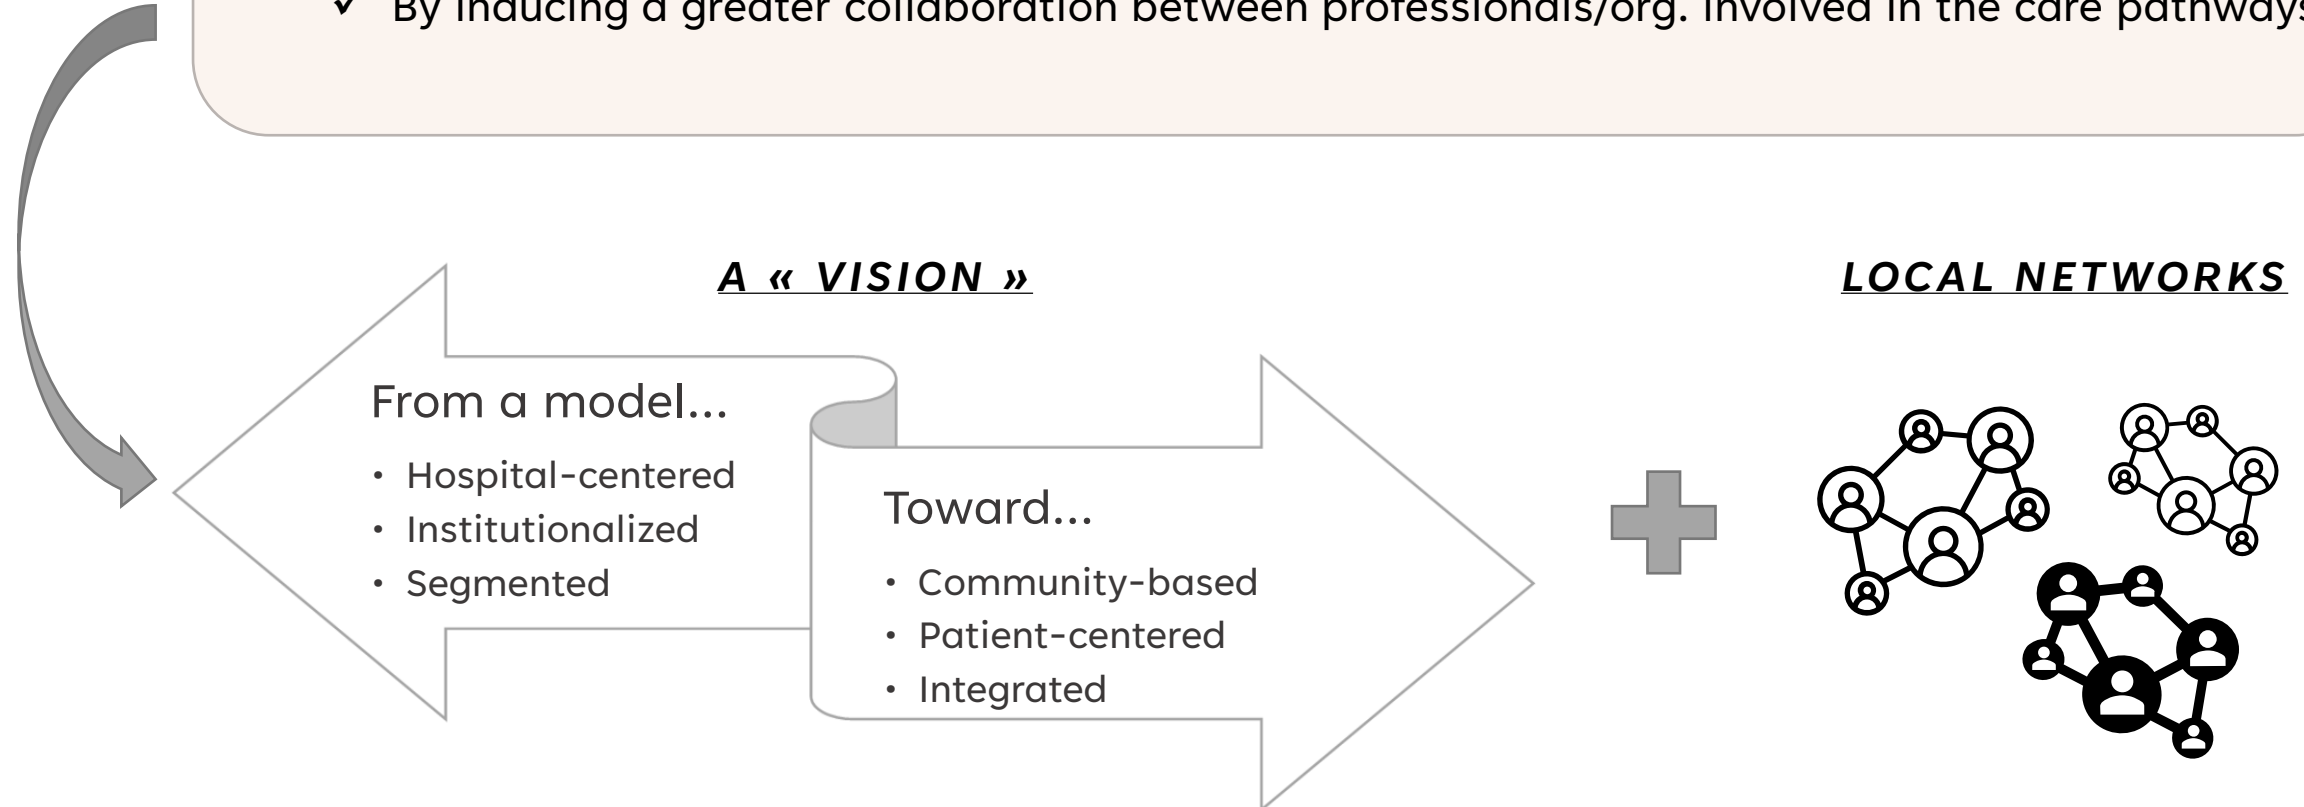 ✓ By inducing a greater collaboration between professionals/org. involved in the care pathways
A « VISION »
LOCAL NETWORKS
From a model...
• Hospital-centered
• Institutionalized
• Segmented
Toward...
• Community-based
• Patient-centered
• Integrated